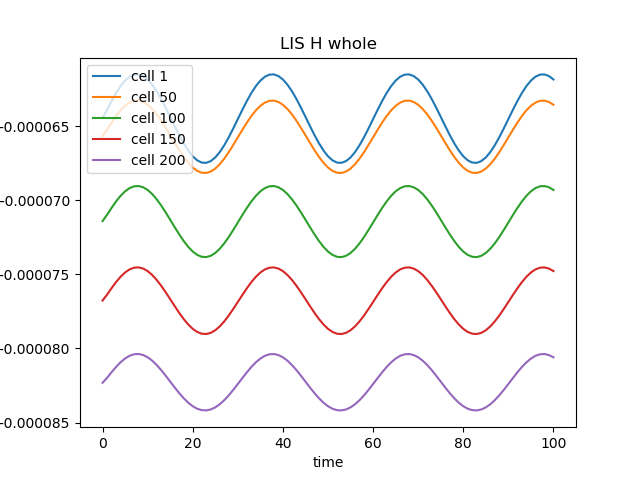 LIS H whole
cell 1
cell 50
cell 100
cell 150
cell 200
-0.000065
-0.000070
-0.000075
-0.000080
-0.000085
0 20 40 60 80 100
time